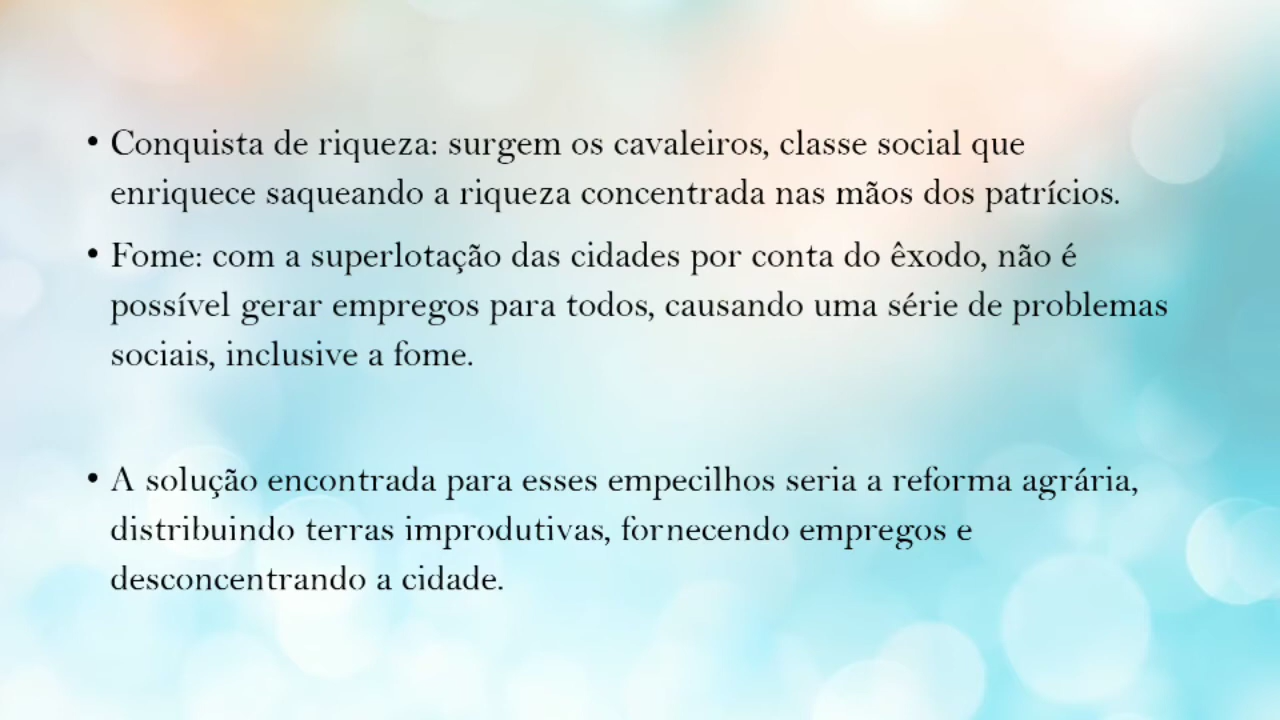 • Conquista de riqueza: surgem os cavaleiros, classe social que
enriquece saqueando a riqueza concentrada nas mãos dos patrícios.
• Fome: com a superlotação das cidades por conta do êxodo, não é
possível gerar empregos para todos, causando uma série de problemas
sociais, inclusive a fome.
• A solução encontrada para esses empecilhos seria a reforma agrária,
distribuindo terras improdutivas, fornecendo empregos e
desconcentrando a cidade.